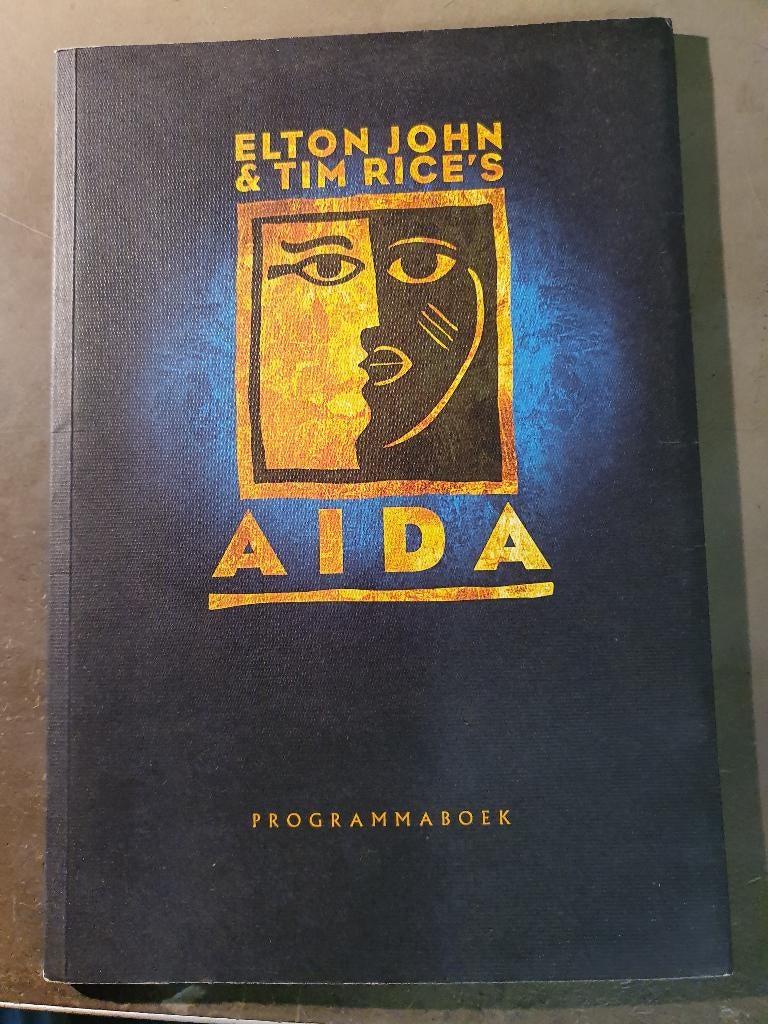 ELTON JOHN
& TIM RICE'S
AIDA
PROGRAMMABOEK